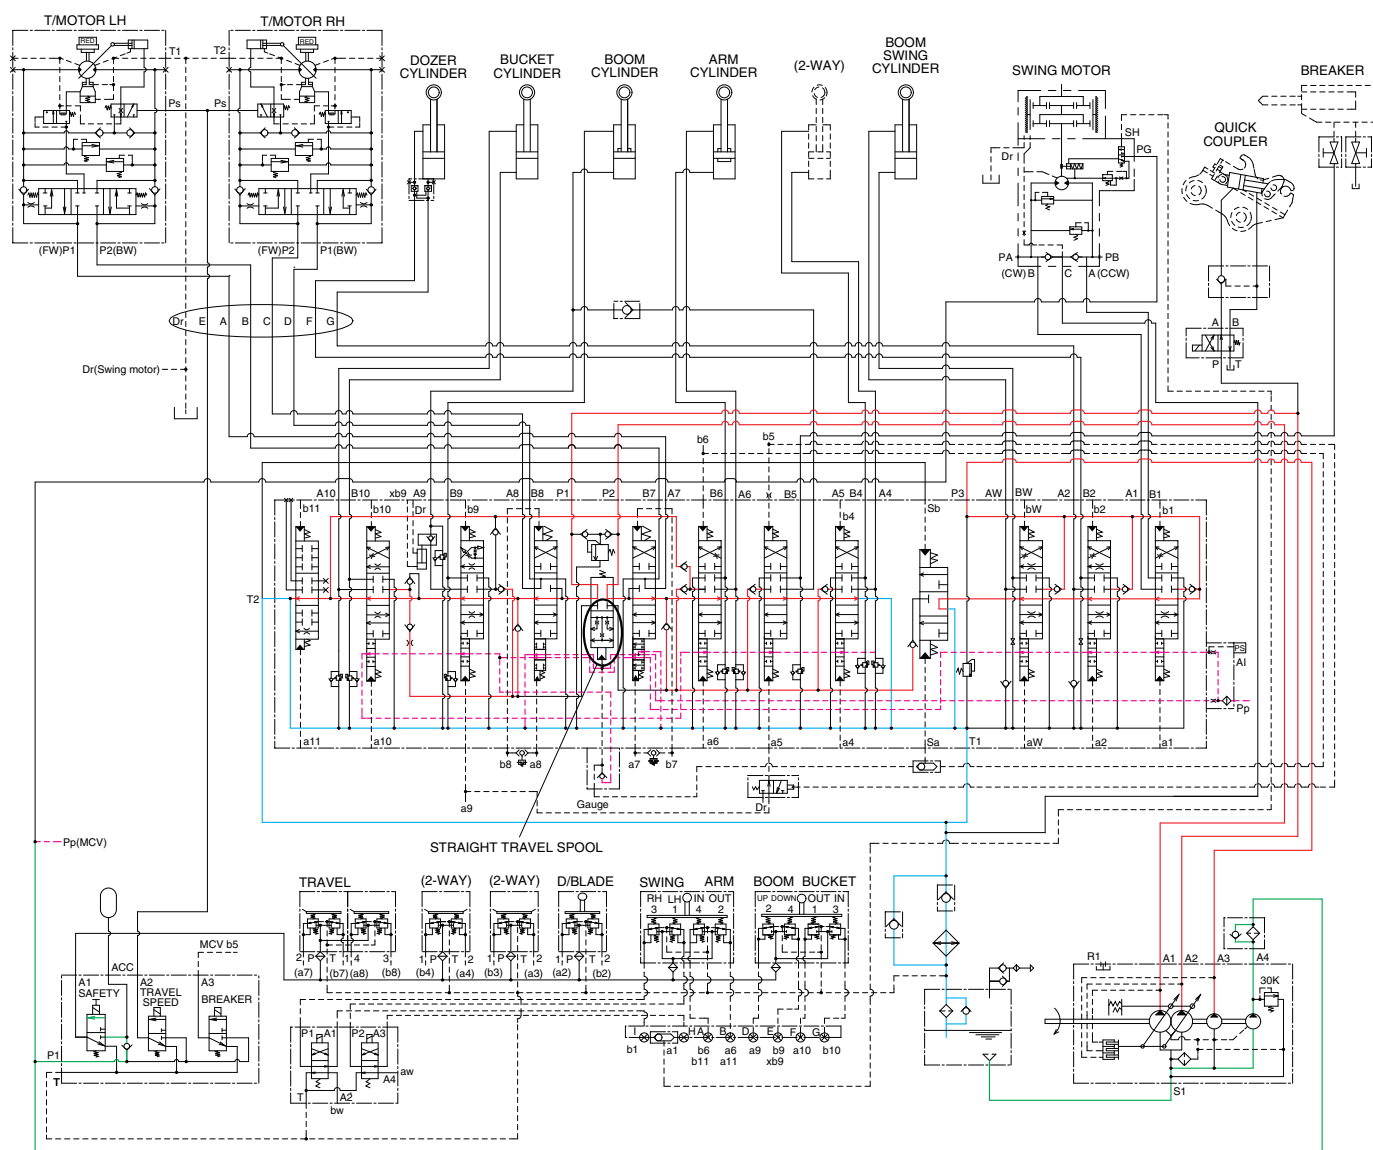 T/MOTOR LH
T/MOTOR RH
RED
RED
T1
T2
Ps
Ps
(FW)P1
P2(BW)
(FW)P2
P1(BW)
DOZER
CYLINDER
BUCKET
CYLINDER
BOOM
CYLINDER
ARM
CYLINDER
(2-WAY)
BOOM
SWING
CYLINDER
SWING MOTOR
BREAKER
QUICK
COUPLER
SH
PG
Dr
PA
(CW) B
C
A (CCW)
PB
A B
P T
Dr E A B C D F G
Dr(Swing motor)
b6
b5
A10 B10 xb9 A9 B9 A8 B8 P1 P2 B7 A7 B6 A6 x B5 A5 B4 A4 Sb P3 AW BW A2 B2 A1 B1
b11 b10 Dr b9 b4 bW b2 b1
T2
PS
AI
Pp
a11 a10 b8 a8 a7 b7 a6 a5 a4 Sa T1 aW a2 a1
a9
Gauge
Dr
STRAIGHT TRAVEL SPOOL
Pp(MCV)
TRAVEL
(2-WAY)
(2-WAY)
D/BLADE
SWING ARM
BOOM BUCKET
RH LH IN OUT
3 1 4 2
UP DOWN OUT IN
2 4 1 3
2 P T 1 4 3
(a7) (b7) (a8) (b8)
1 P T 2
(b4) (a4)
1 P T 2
(b3) (a3)
1 P T 2
(a2) (b2)
MCV b5
ACC
A1
SAFETY
A2
TRAVEL
SPEED
A3
BREAKER
P1
T
P1 A1 P2 A3
A4
aw
T A2
bw
H A B D E F G
b1 a1 b6 a6 a9 b9 a10 b10
b11 a11 xb9
R1
A1 A2 A3 A4
30K
S1